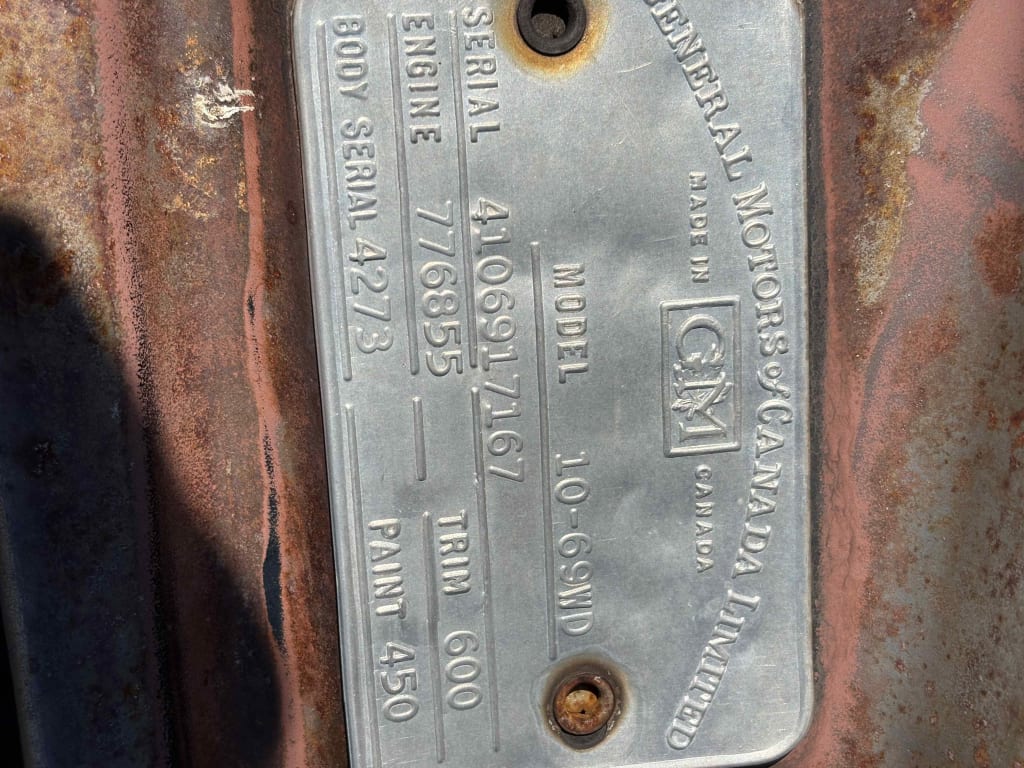 GENERAL MOTORS OF CANADA LIMITED
MADE IN GM CANADA
MODEL 10-69WD
SERIAL 4106917167
ENGINE 776855 TRIM 600
BODY SERIAL 4273 PAINT 450